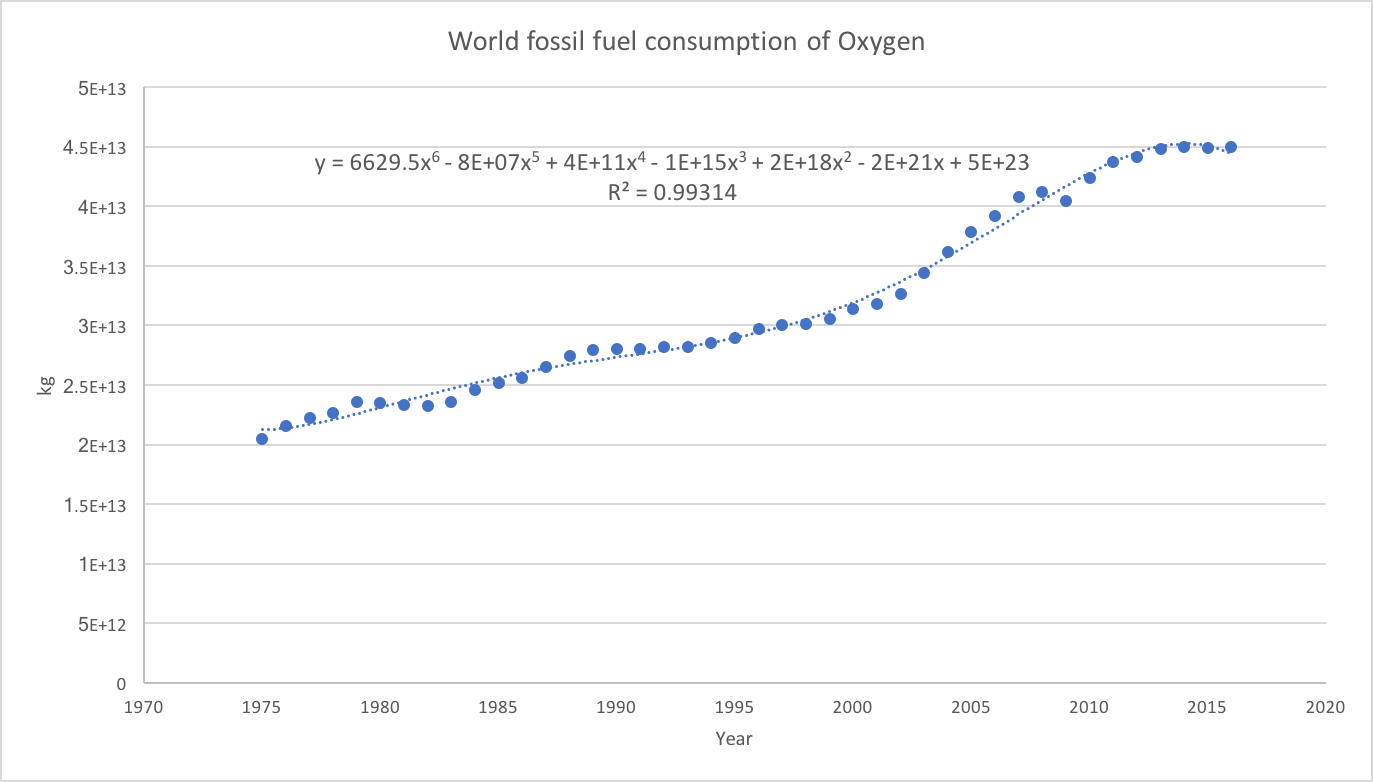 World fossil fuel consumption of Oxygen
5E+13
4.5E+13
y = 6629.5x⁶ - 8E+07x⁵ + 4E+11x⁴ - 1E+15x³ + 2E+18x² - 2E+21x + 5E+23
R² = 0.99314
4E+13
3.5E+13
3E+13
2.5E+13
kg
2E+13
1.5E+13
1E+13
5E+12
0
1970 1975 1980 1985 1990 1995 2000 2005 2010 2015 2020
Year